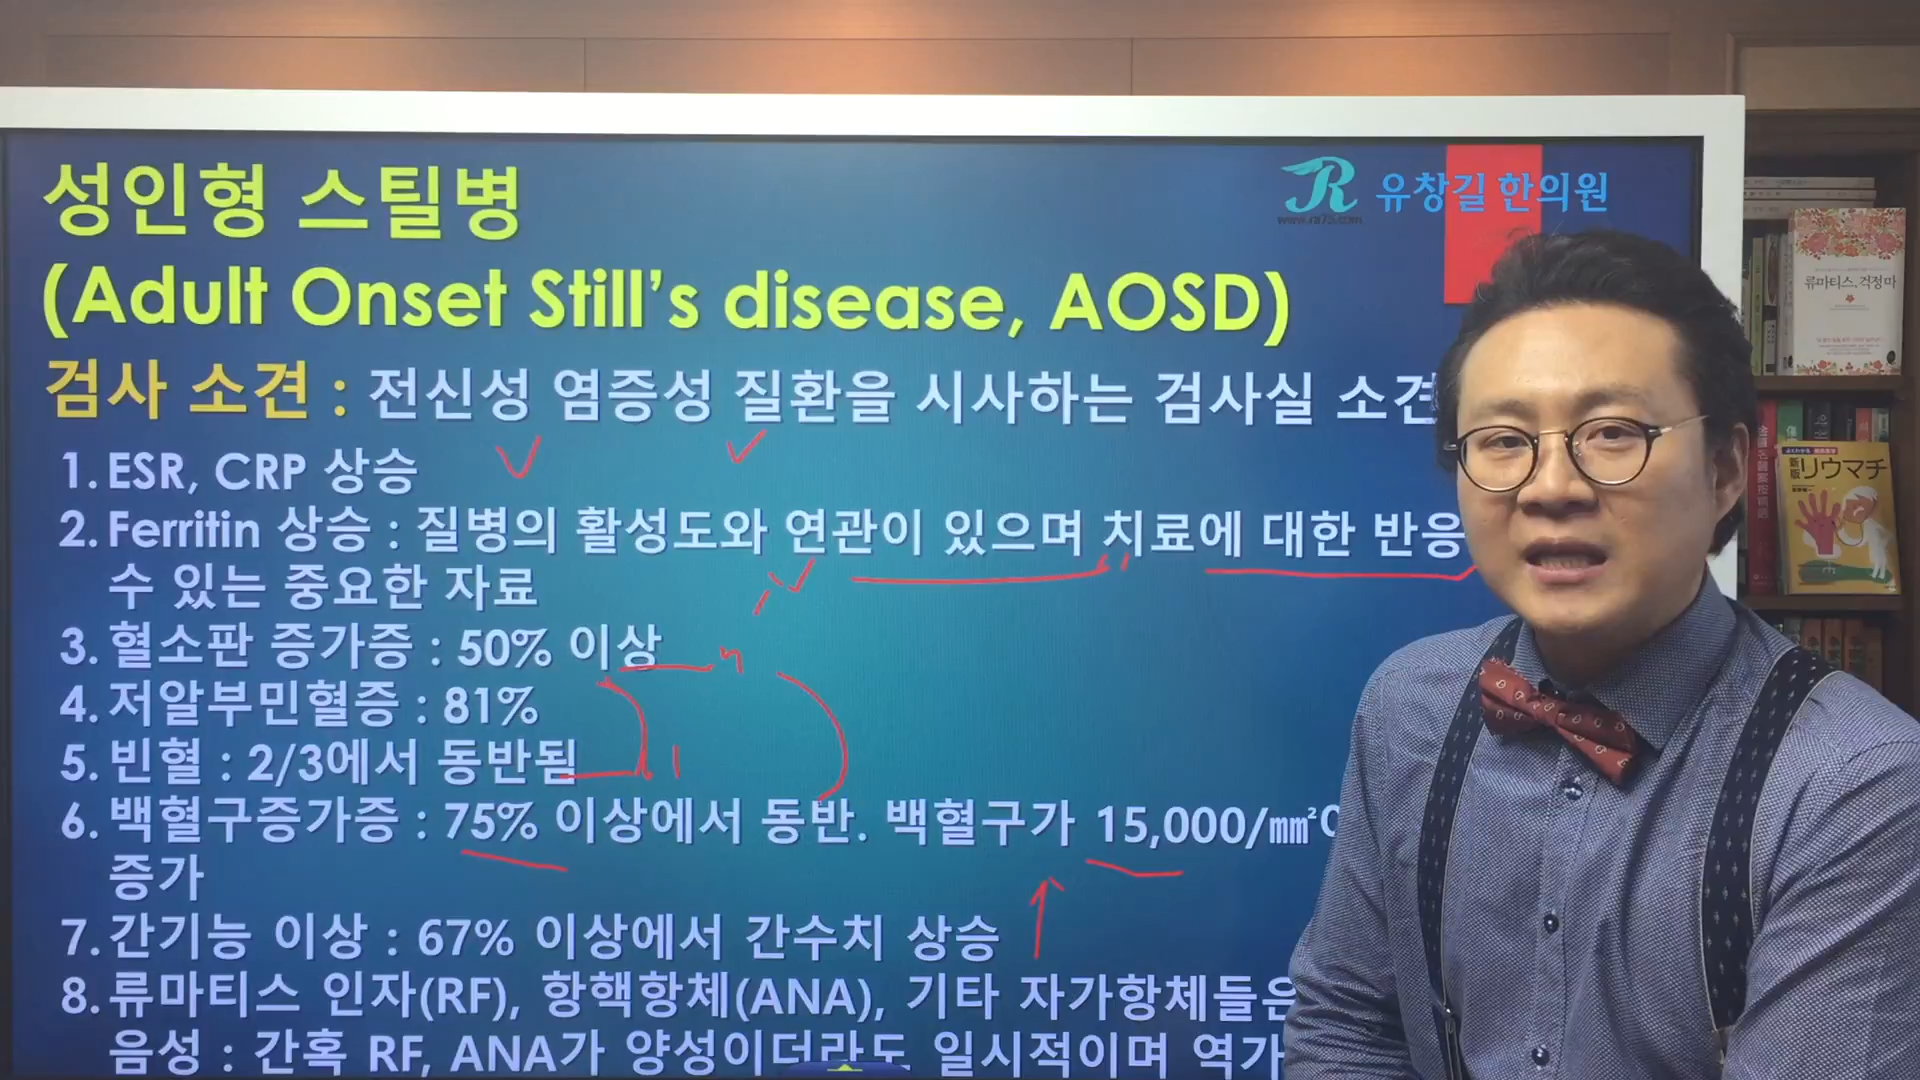 성인형 스틸병
(Adult Onset Still's disease, AOSD)
유창길 한의원
검사 소견 : 전신성 염증성 질환을 시사하는 검사실 소견
1. ESR, CRP 상승
2. Ferritin 상승 : 질병의 활성도와 연관이 있으며 치료에 대한 반응
수 있는 중요한 자료
3. 혈소판 증가증 : 50% 이상
4. 저알부민혈증 : 81%
5. 빈혈 : 2/3에서 동반됨
6. 백혈구증가증 : 75% 이상에서 동반. 백혈구가 15,000/㎟
증가
7. 간기능 이상 : 67% 이상에서 간수치 상승
8. 류마티스 인자(RF), 항핵항체(ANA), 기타 자가항체들은
음성 : 간혹 RF, ANA가 양성이더라도 일시적이며 역가
류마티스, 걱정마
リウマチ